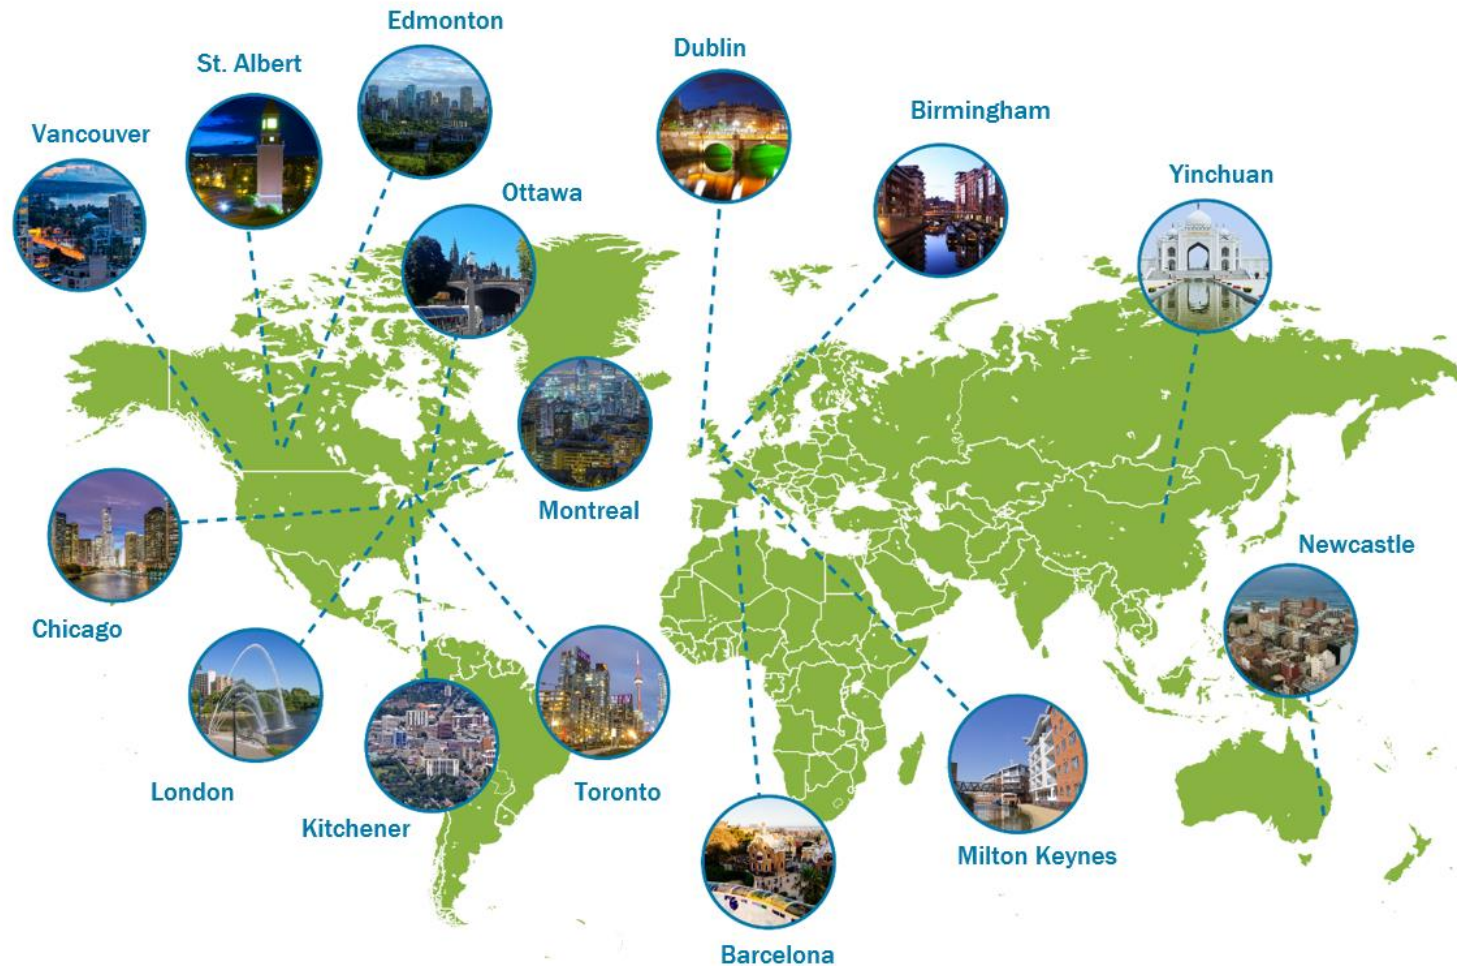 Edmonton
Dublin
St. Albert
Birmingham
Vancouver
Yinchuan
Ottawa
Montreal
Newcastle
Chicago
London
Toronto
Kitchener
Milton Keynes
Barcelona